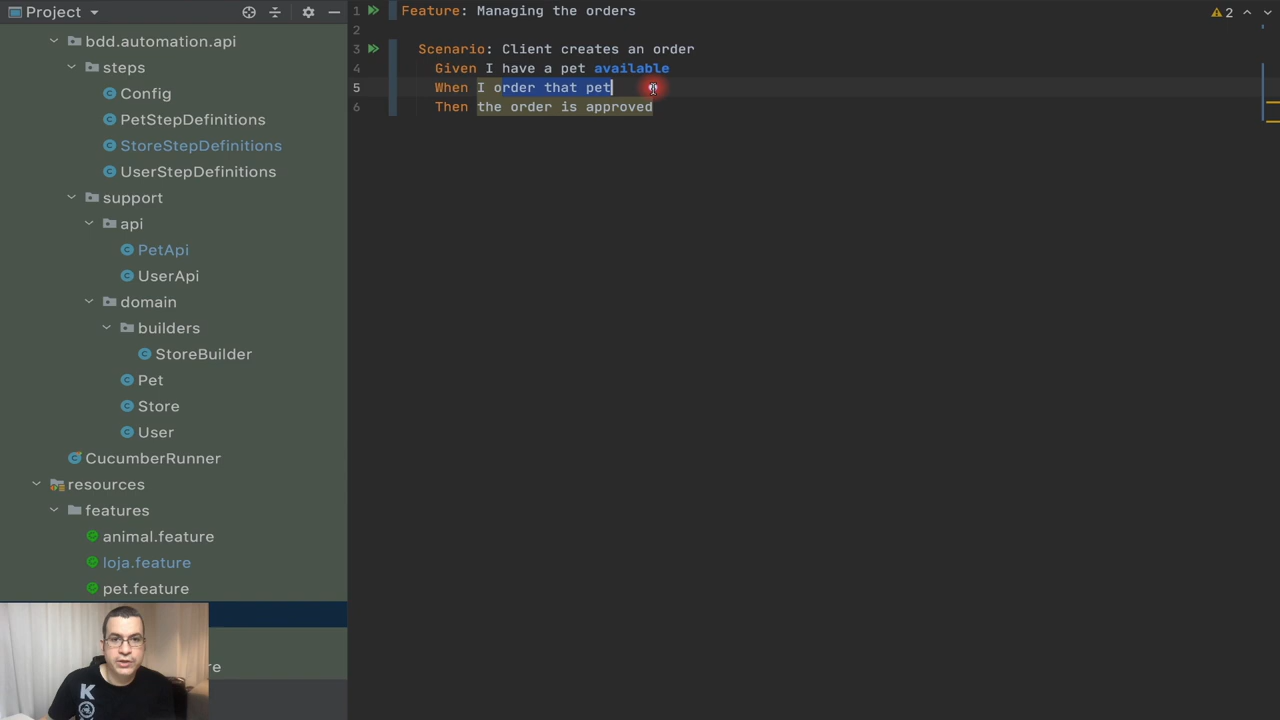 Project
bdd.automation.api
steps
Config
PetStepDefinitions
StoreStepDefinitions
UserStepDefinitions
support
api
PetApi
UserApi
domain
builders
StoreBuilder
Pet
Store
User
CucumberRunner
resources
features
animal.feature
loja.feature
pet.feature
re
K
1 Feature: Managing the orders
2
3 Scenario: Client creates an order
4 Given I have a pet available
5 When I order that pet
6 Then the order is approved
2